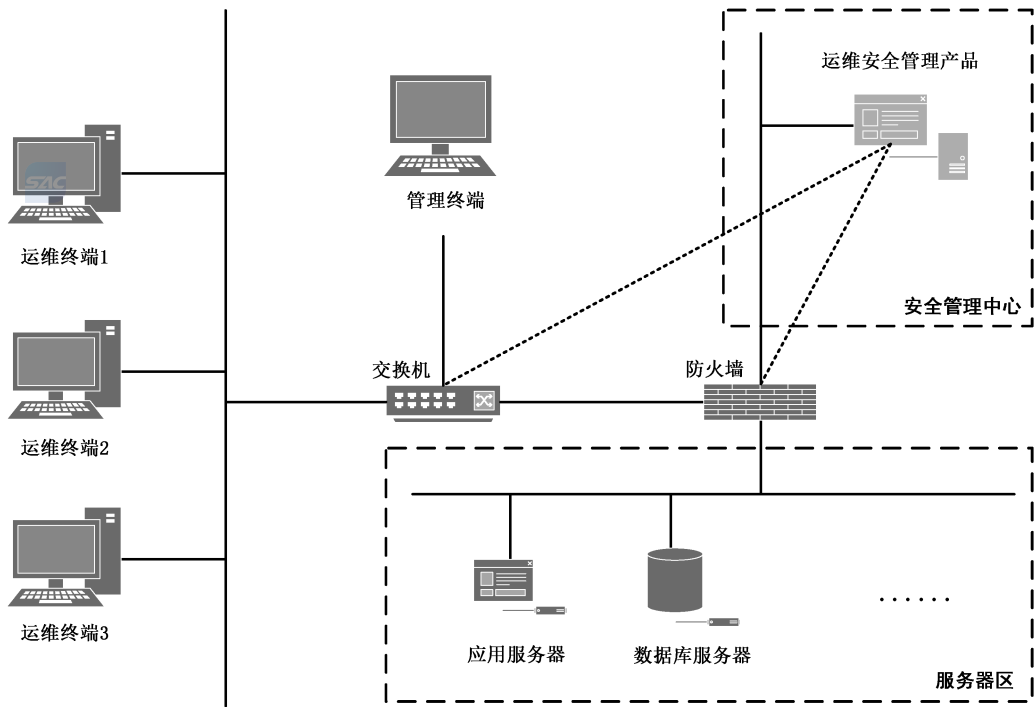 运维安全管理产品
SAC
管理终端
运维终端1
安全管理中心
交换机
防火墙
运维终端2
应用服务器
数据库服务器
......
运维终端3
服务器区